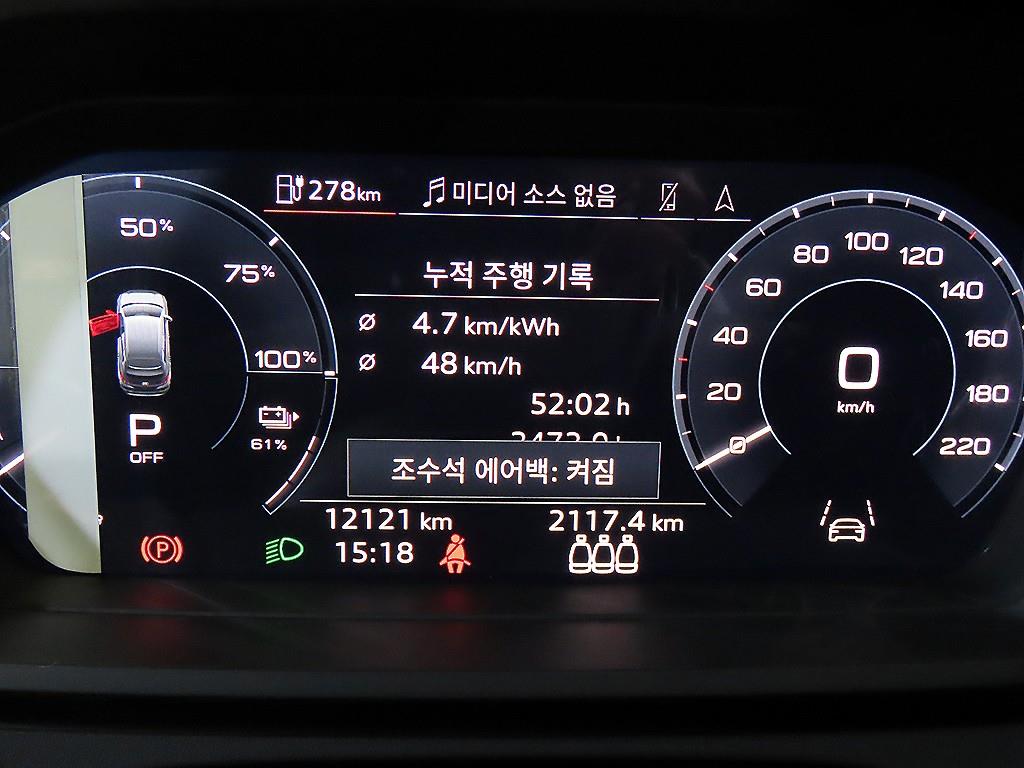 278km 미디어 소스 없음
50%
75%
100%
61%
P
OFF
누적 주행 기록
Ø 4.7 km/kWh
Ø 48 km/h
52:02 h
조수석 에어백: 켜짐
12121 km 2117.4 km
(P) 15:18
0 20 40 60 80 100 120 140 160 180 220
0
km/h